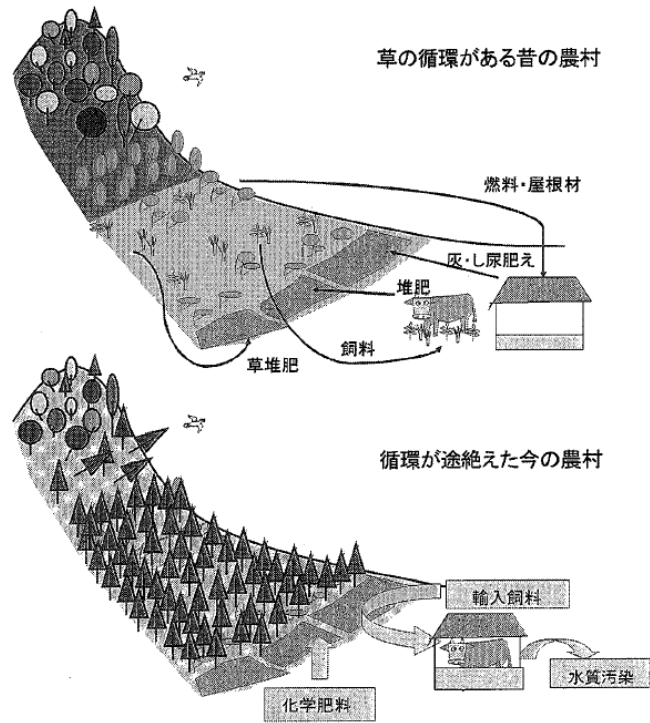 草の循環がある昔の農村
燃料・屋根材
灰・し尿肥え
堆肥
草堆肥
飼料
循環が途絶えた今の農村
輸入飼料
水質汚染
化学肥料